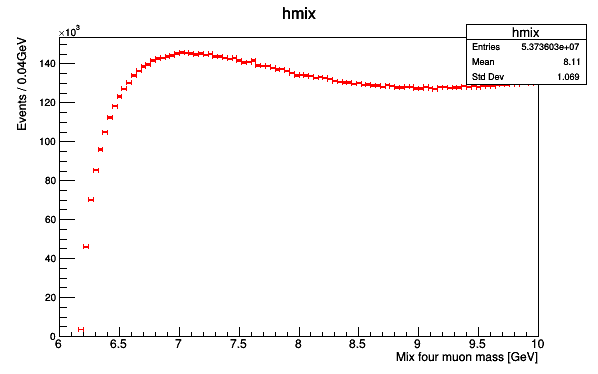 hmix
×10³
hmix
Entries 5.373603e+07
Mean 8.11
Std Dev 1.069
Events / 0.04GeV
140
120
100
80
60
40
20
0
6 6.5 7 7.5 8 8.5 9 9.5 10
Mix four muon mass [GeV]